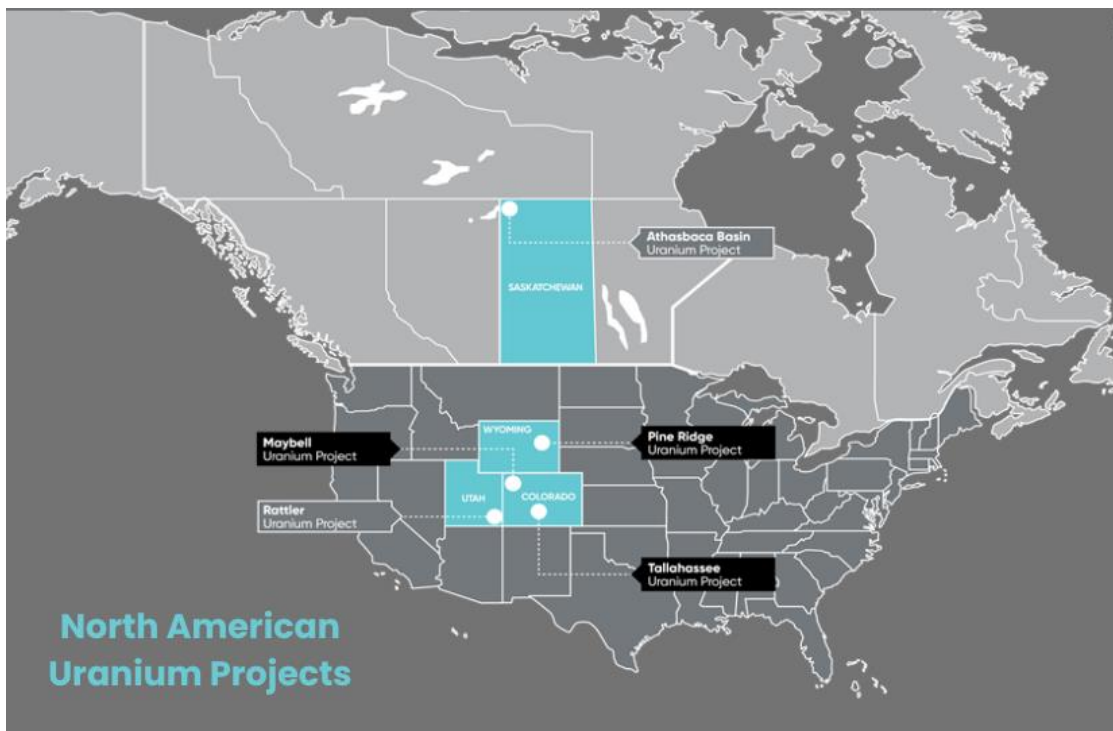 Athasbaca Basin
Uranium Project
SASKATCHEWAN
WYOMING
Maybell
Uranium Project
Pine Ridge
Uranium Project
UTAH
COLORADO
Rattler
Uranium Project
Tallahassee
Uranium Project
North American
Uranium Projects